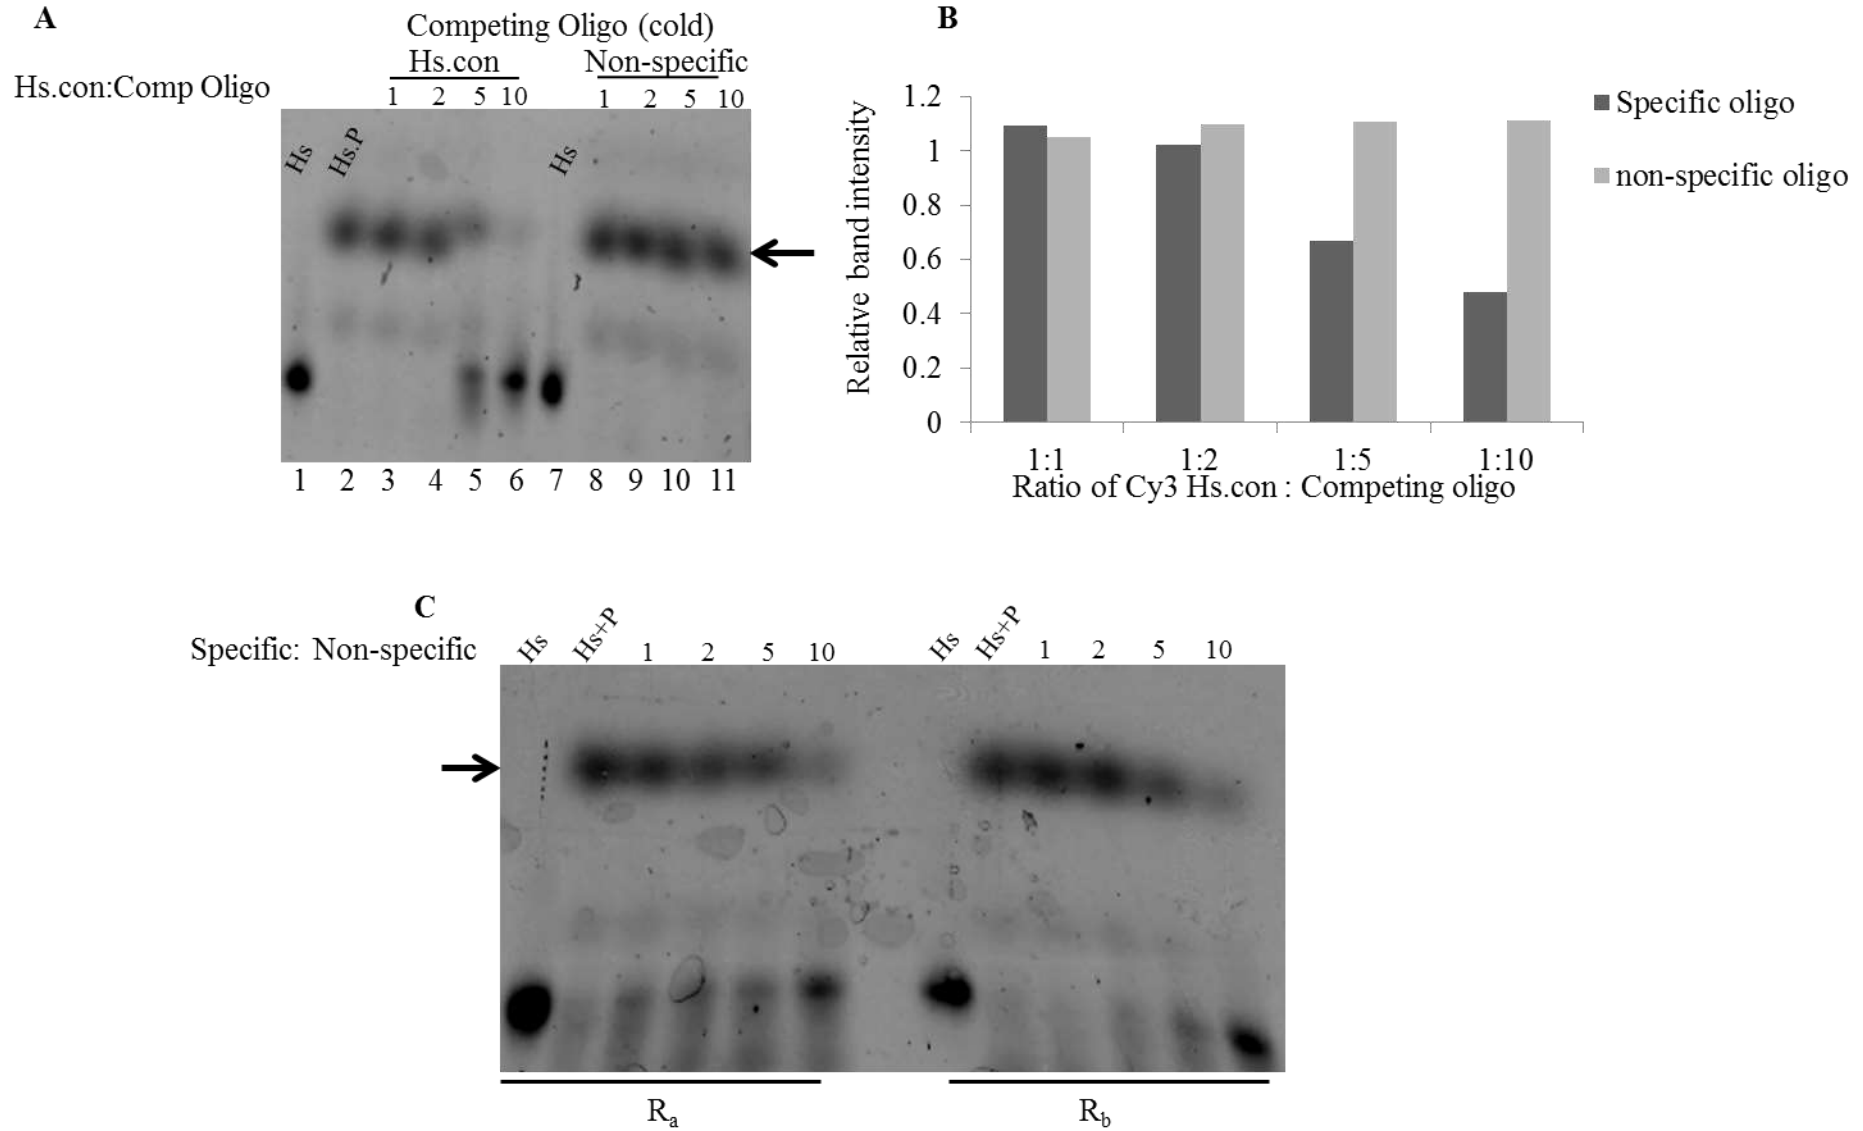 A
Competing Oligo (cold)
Hs.con Non-specific
Hs.con:Comp Oligo 1 2 5 10 1 2 5 10
Hs Hs.P Hs
1 2 3 4 5 6 7 8 9 10 11
B
Relative band intensity
1.2
1
0.8
0.6
0.4
0.2
0
1:1 1:2 1:5 1:10
Ratio of Cy3 Hs.con : Competing oligo
Specific oligo
non-specific oligo
C
Specific: Non-specific Hs Hs+P 1 2 5 10 Hs Hs+P 1 2 5 10
Ra Rb